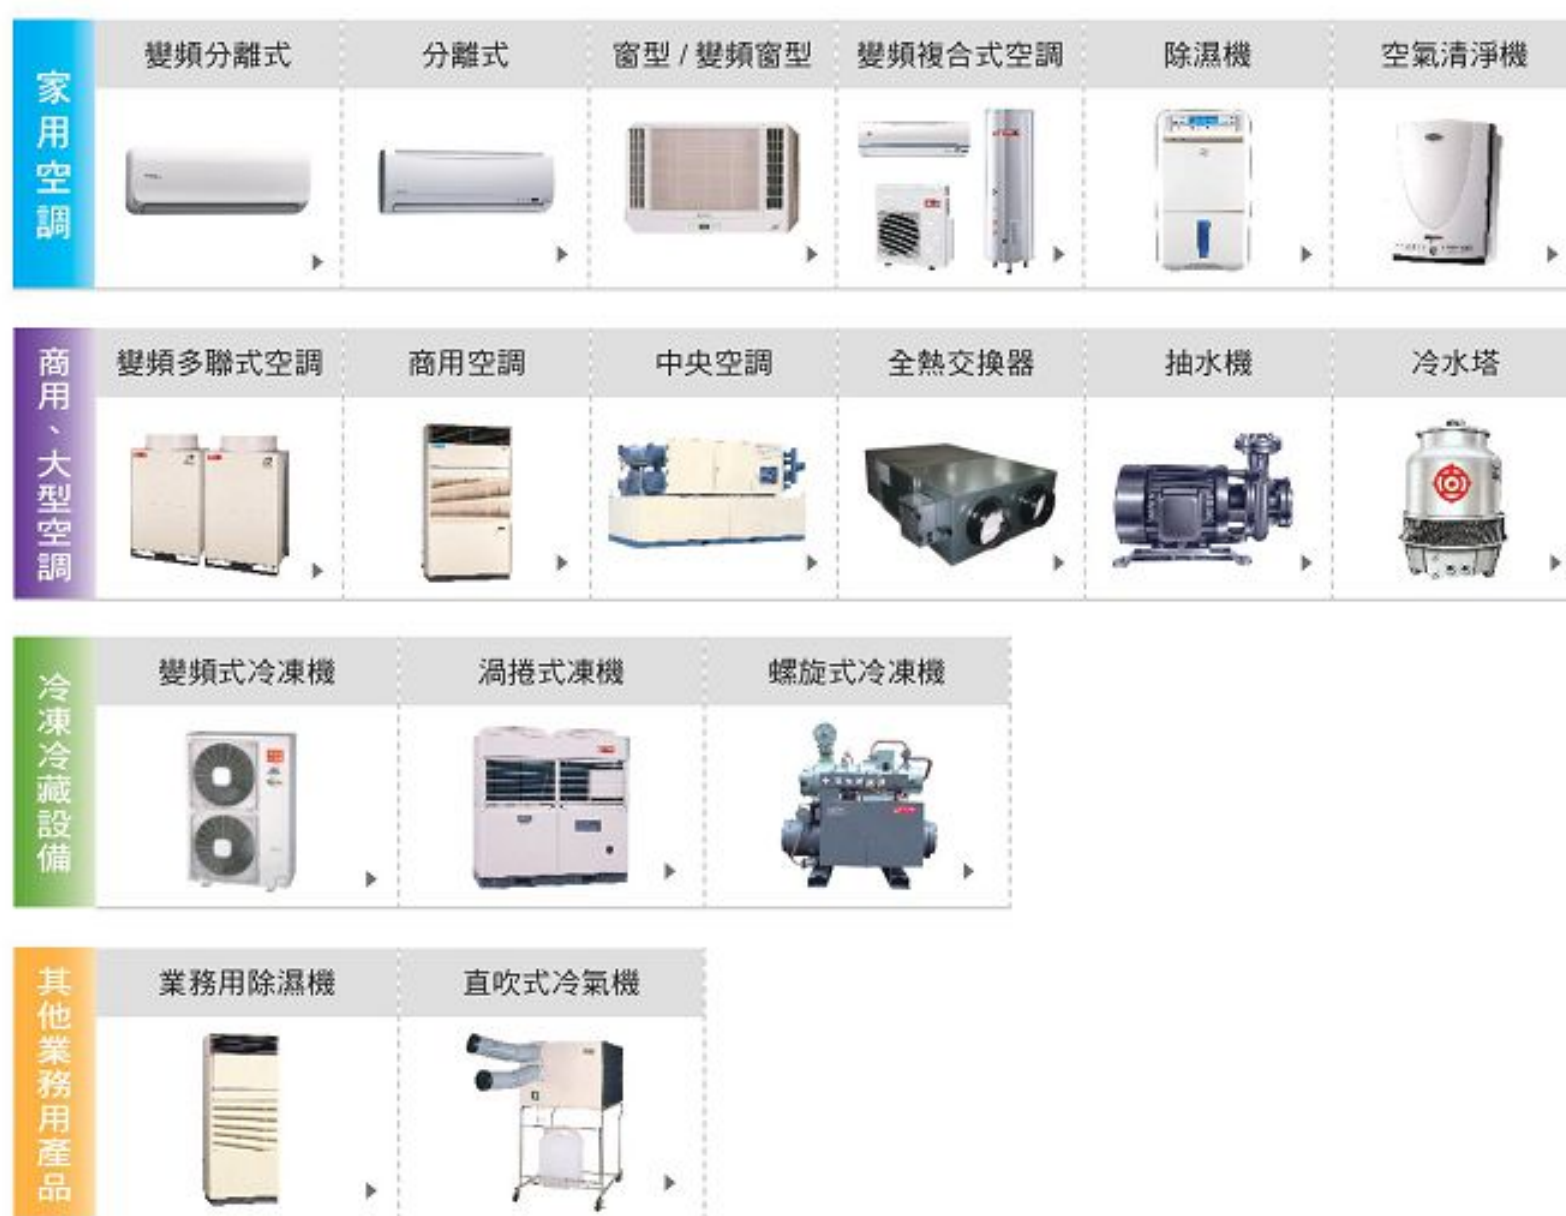 家用空調
變頻分離式
分離式
窗型 / 變頻窗型
變頻複合式空調
除濕機
空氣清淨機
商用、大型空調
變頻多聯式空調
商用空調
中央空調
全熱交換器
抽水機
冷水塔
冷凍冷藏設備
變頻式冷凍機
渦捲式凍機
螺旋式冷凍機
其他業務用產品
業務用除濕機
直吹式冷氣機